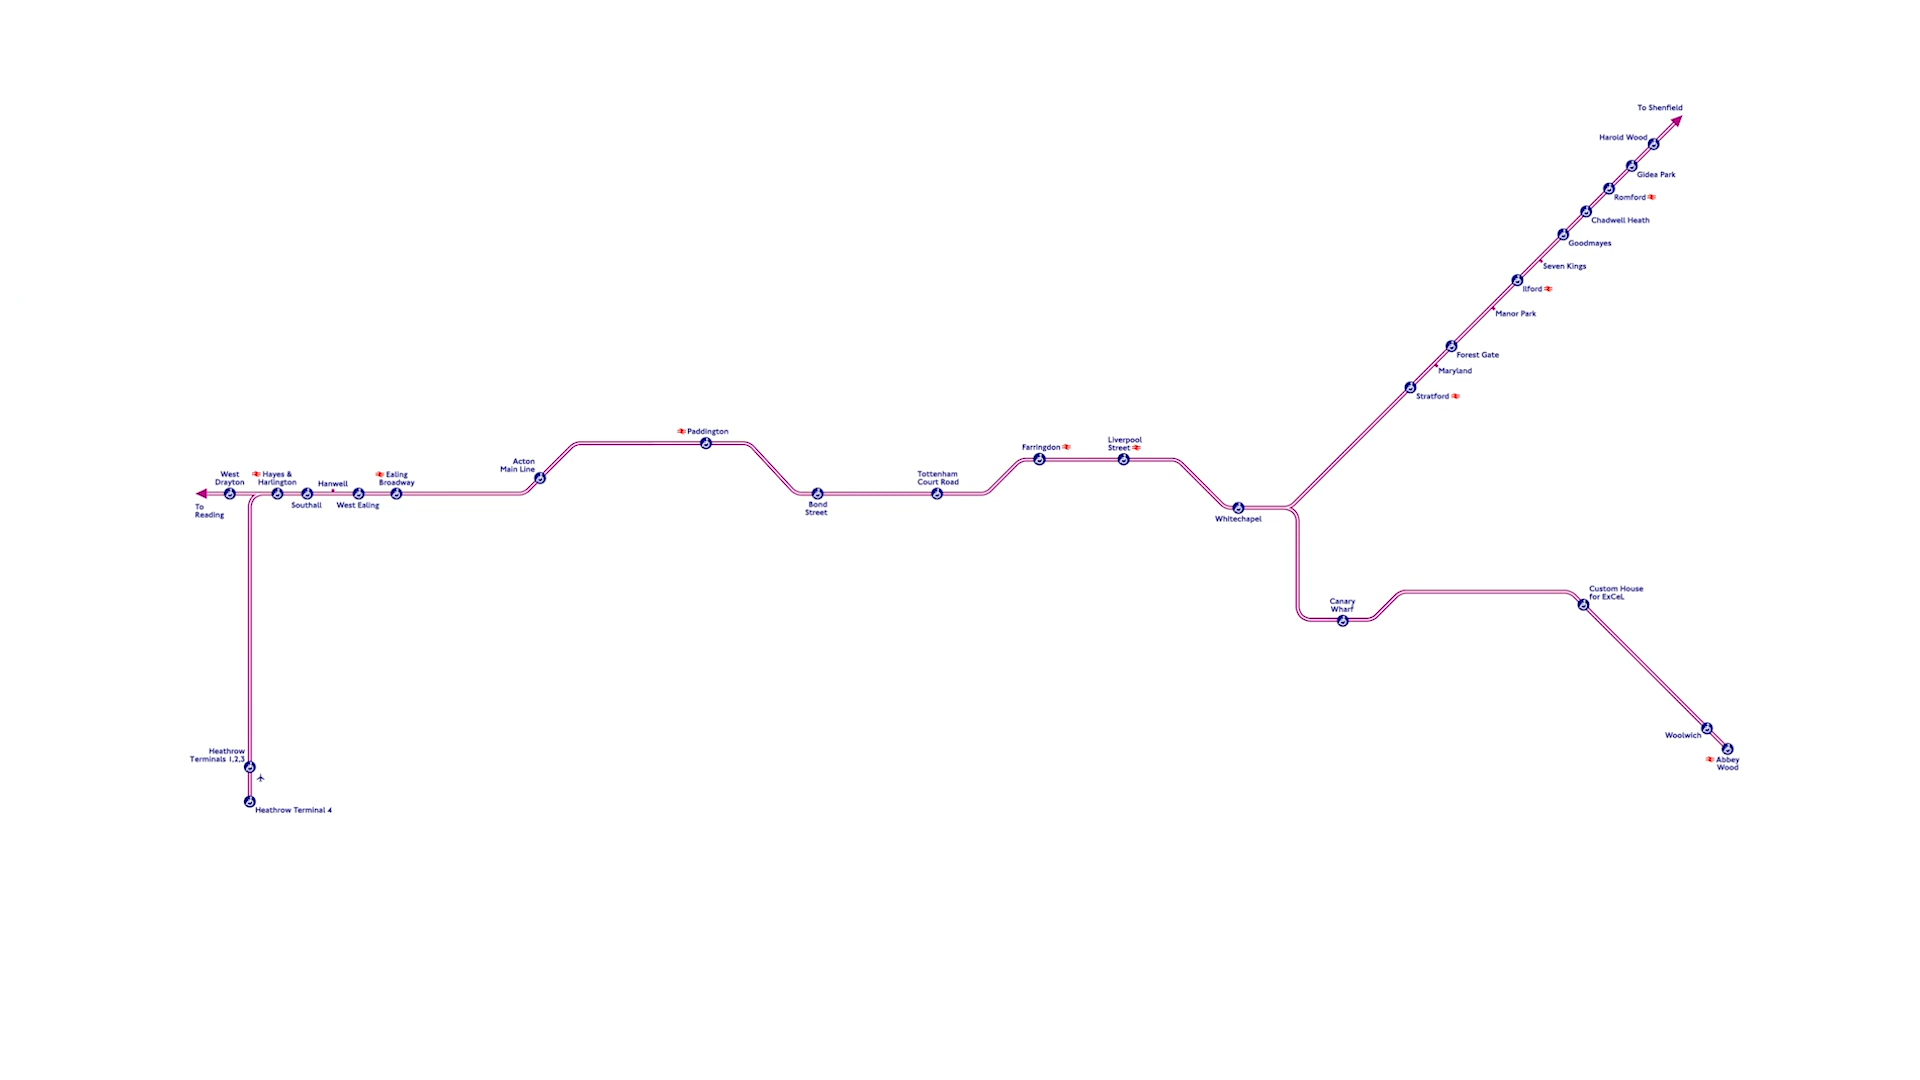 To Shenfield
Harold Wood
Gidea Park
Romford
Chadwell Heath
Goodmayes
Seven Kings
Ilford
Manor Park
Forest Gate
Maryland
Stratford
West
Drayton
Hayes &
Harlington
Hanwell
Ealing
Broadway
To
Reading
Southall
West Ealing
Acton
Main Line
Paddington
Bond
Street
Tottenham
Court Road
Farringdon
Liverpool
Street
Whitechapel
Canary
Wharf
Custom House
for ExCeL
Woolwich
Abbey
Wood
Heathrow
Terminals 1,2,3
Heathrow Terminal 4